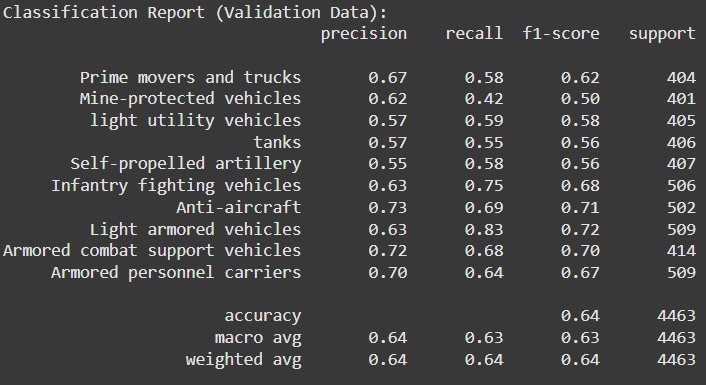 Classification Report (Validation Data):
precision recall f1-score support
Prime movers and trucks 0.67 0.58 0.62 404
Mine-protected vehicles 0.62 0.42 0.50 401
light utility vehicles 0.57 0.59 0.58 405
tanks 0.57 0.55 0.56 406
Self-propelled artillery 0.55 0.58 0.56 407
Infantry fighting vehicles 0.63 0.75 0.68 506
Anti-aircraft 0.73 0.69 0.71 502
Light armored vehicles 0.63 0.83 0.72 509
Armored combat support vehicles 0.72 0.68 0.70 414
Armored personnel carriers 0.70 0.64 0.67 509
accuracy 0.64 4463
macro avg 0.64 0.63 0.63 4463
weighted avg 0.64 0.64 0.64 4463